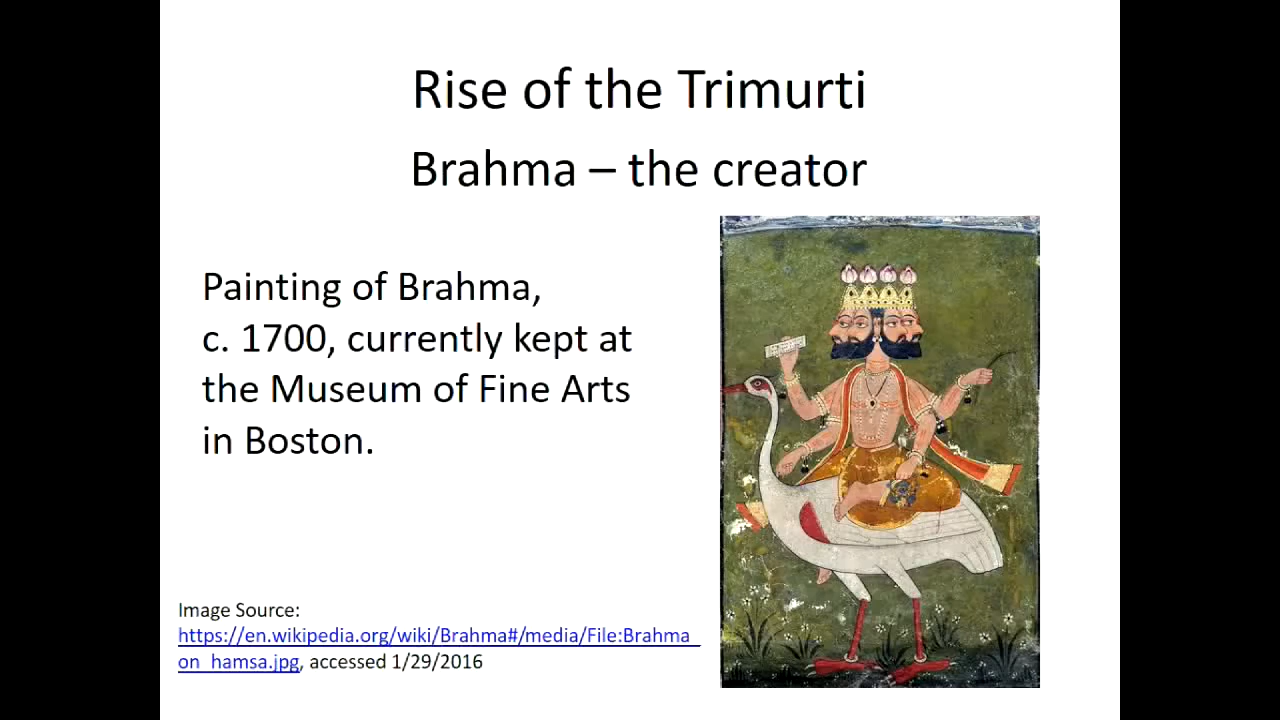 Rise of the Trimurti
Brahma – the creator
Painting of Brahma,
c. 1700, currently kept at
the Museum of Fine Arts
in Boston.
Image Source:
https://en.wikipedia.org/wiki/Brahma#/media/File:Brahma_
on_hamsa.jpg, accessed 1/29/2016